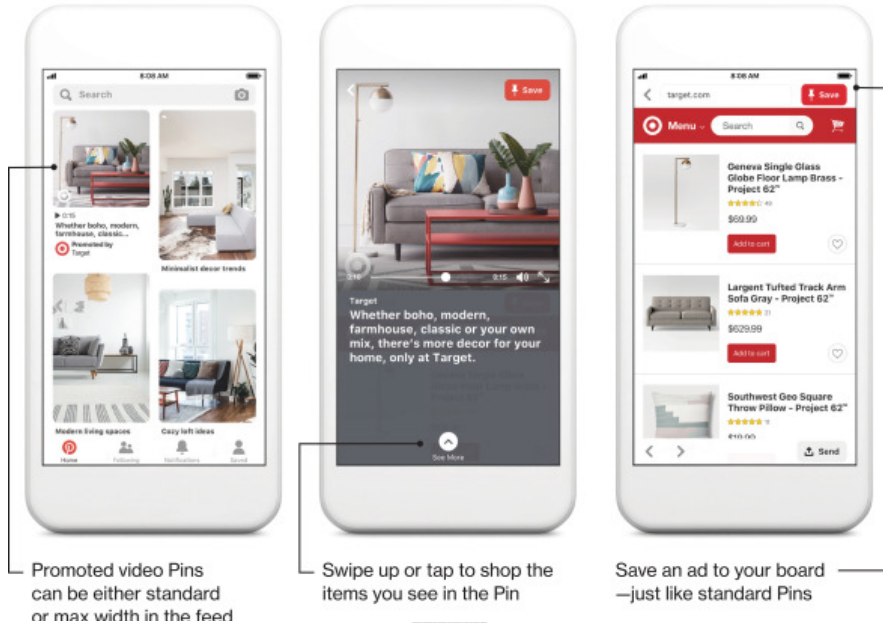 8:08 AM
Search
0:15
Whether boho, modern,
farmhouse, classic...
Promoted by
Target
Minimalist decor trends
Modern living spaces
Cozy loft ideas
Home
Following
Notifications
Saved
Promoted video Pins
can be either standard
or max width in the feed
Save
0:10
0:15
Target
Whether boho, modern,
farmhouse, classic or your own
mix, there's more decor for your
home, only at Target.
See More
Swipe up or tap to shop the
items you see in the Pin
8:08 AM
target.com
Save
Menu
Search
Geneva Single Glass
Globe Floor Lamp Brass -
Project 62™
$69.99
Add to cart
Largent Tufted Track Arm
Sofa Gray - Project 62™
$629.99
Add to cart
Southwest Geo Square
Throw Pillow - Project 62™
Send
Save an ad to your board
—just like standard Pins